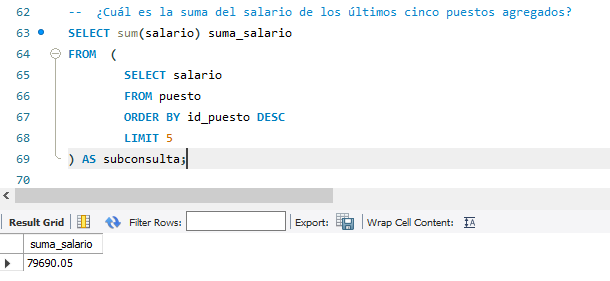 62 -- ¿Cuál es la suma del salario de los últimos cinco puestos agregados?
63 SELECT sum(salario) suma_salario
64 FROM (
65 SELECT salario
66 FROM puesto
67 ORDER BY id_puesto DESC
68 LIMIT 5
69 ) AS subconsulta;
70
Result Grid Filter Rows: Export: Wrap Cell Content: IA
suma_salario
79690.05